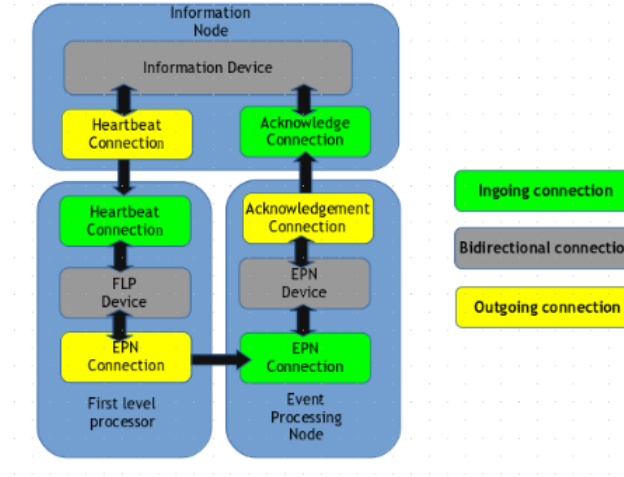 Information
Node
Information Device
Heartbeat
Connection
Acknowledge
Connection
Heartbeat
Connection
Acknowledgement
Connection
FLP
Device
EPN
Device
EPN
Connection
EPN
Connection
First level
processor
Event
Processing
Node
Ingoing connection
Bidirectional connectio
Outgoing connection